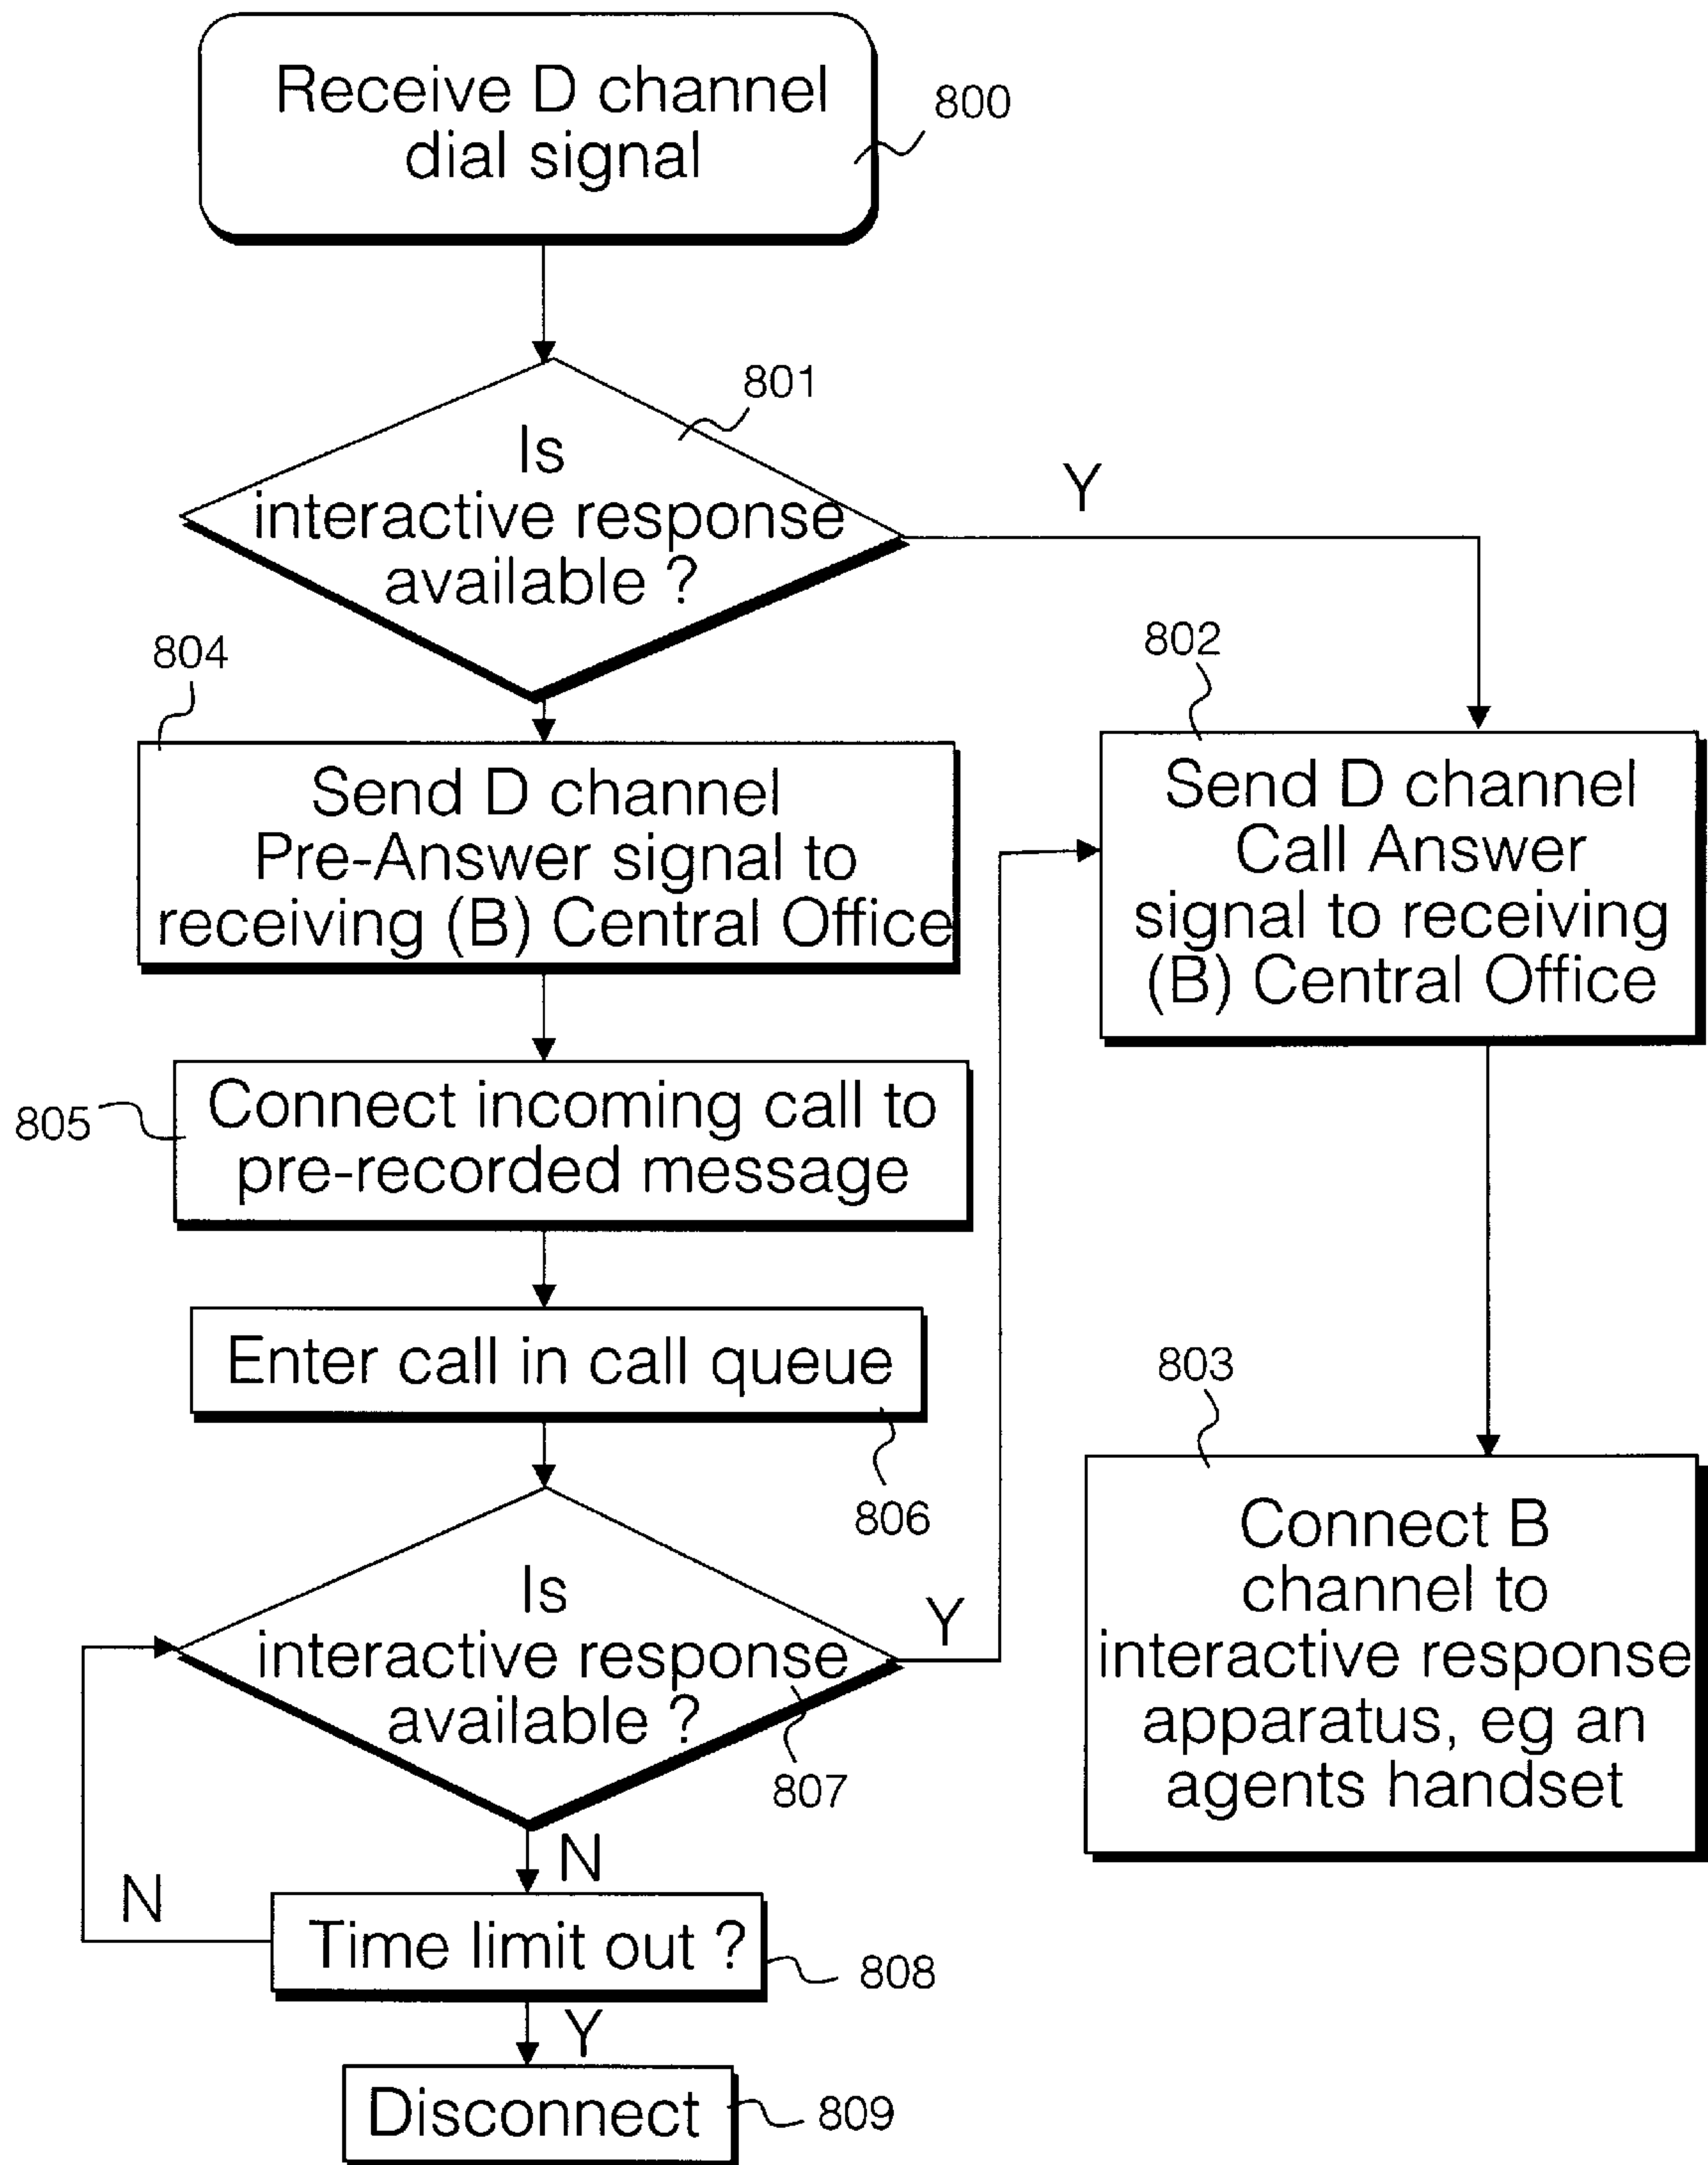 Receive D channel
dial signal
800
801
Is
interactive response
available ?
Y
804
802
Send D channel
Pre-Answer signal to
receiving (B) Central Office
Send D channel
Call Answer
signal to receiving
(B) Central Office
805
Connect incoming call to
pre-recorded message
Enter call in call queue
806
803
Connect B
channel to
interactive response
apparatus, eg an
agents handset
Is
interactive response
available ?
Y
807
N
N
Time limit out ?
808
Y
Disconnect
809